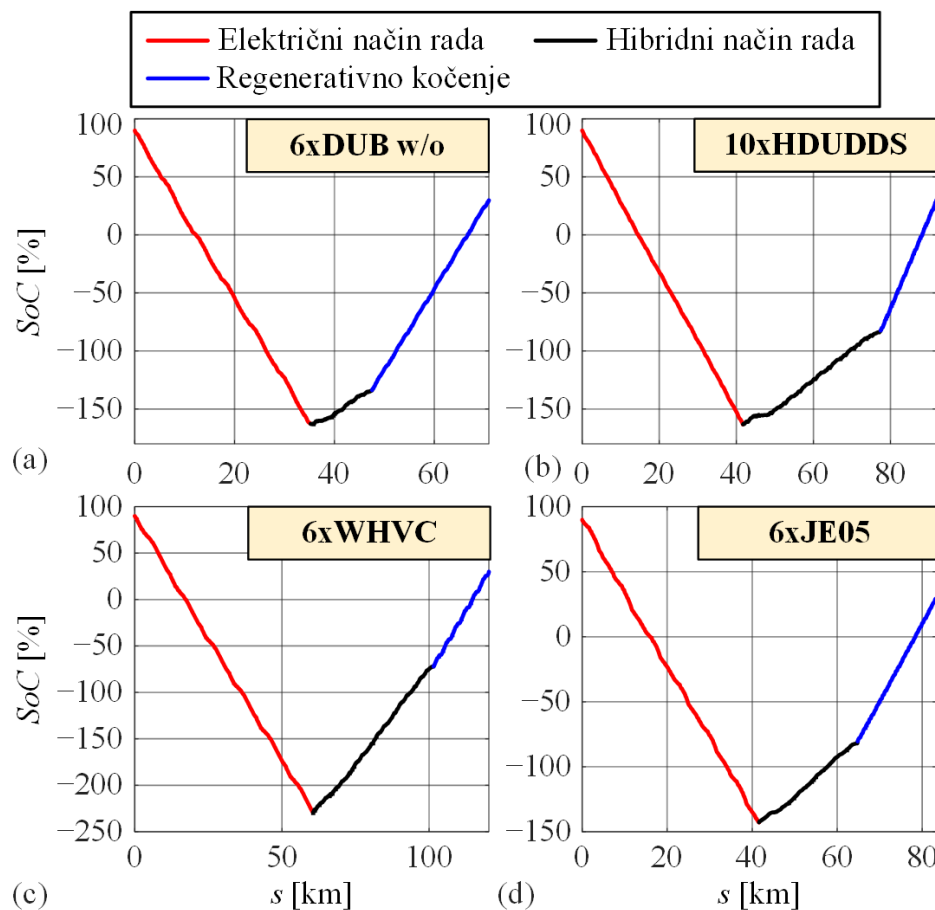 Električni način rada
Hibridni način rada
Regenerativno kočenje
6xDUB w/o
100
50
0
−50
−100
−150
SoC [%]
0
20
40
60
(a)
10xHDUDDS
100
50
0
−50
−100
−150
0
20
40
60
80
(b)
6xWHVC
100
50
0
−50
−100
−150
−200
−250
SoC [%]
0
50
100
(c)
s [km]
6xJE05
100
50
0
−50
−100
−150
0
20
40
60
80
(d)
s [km]